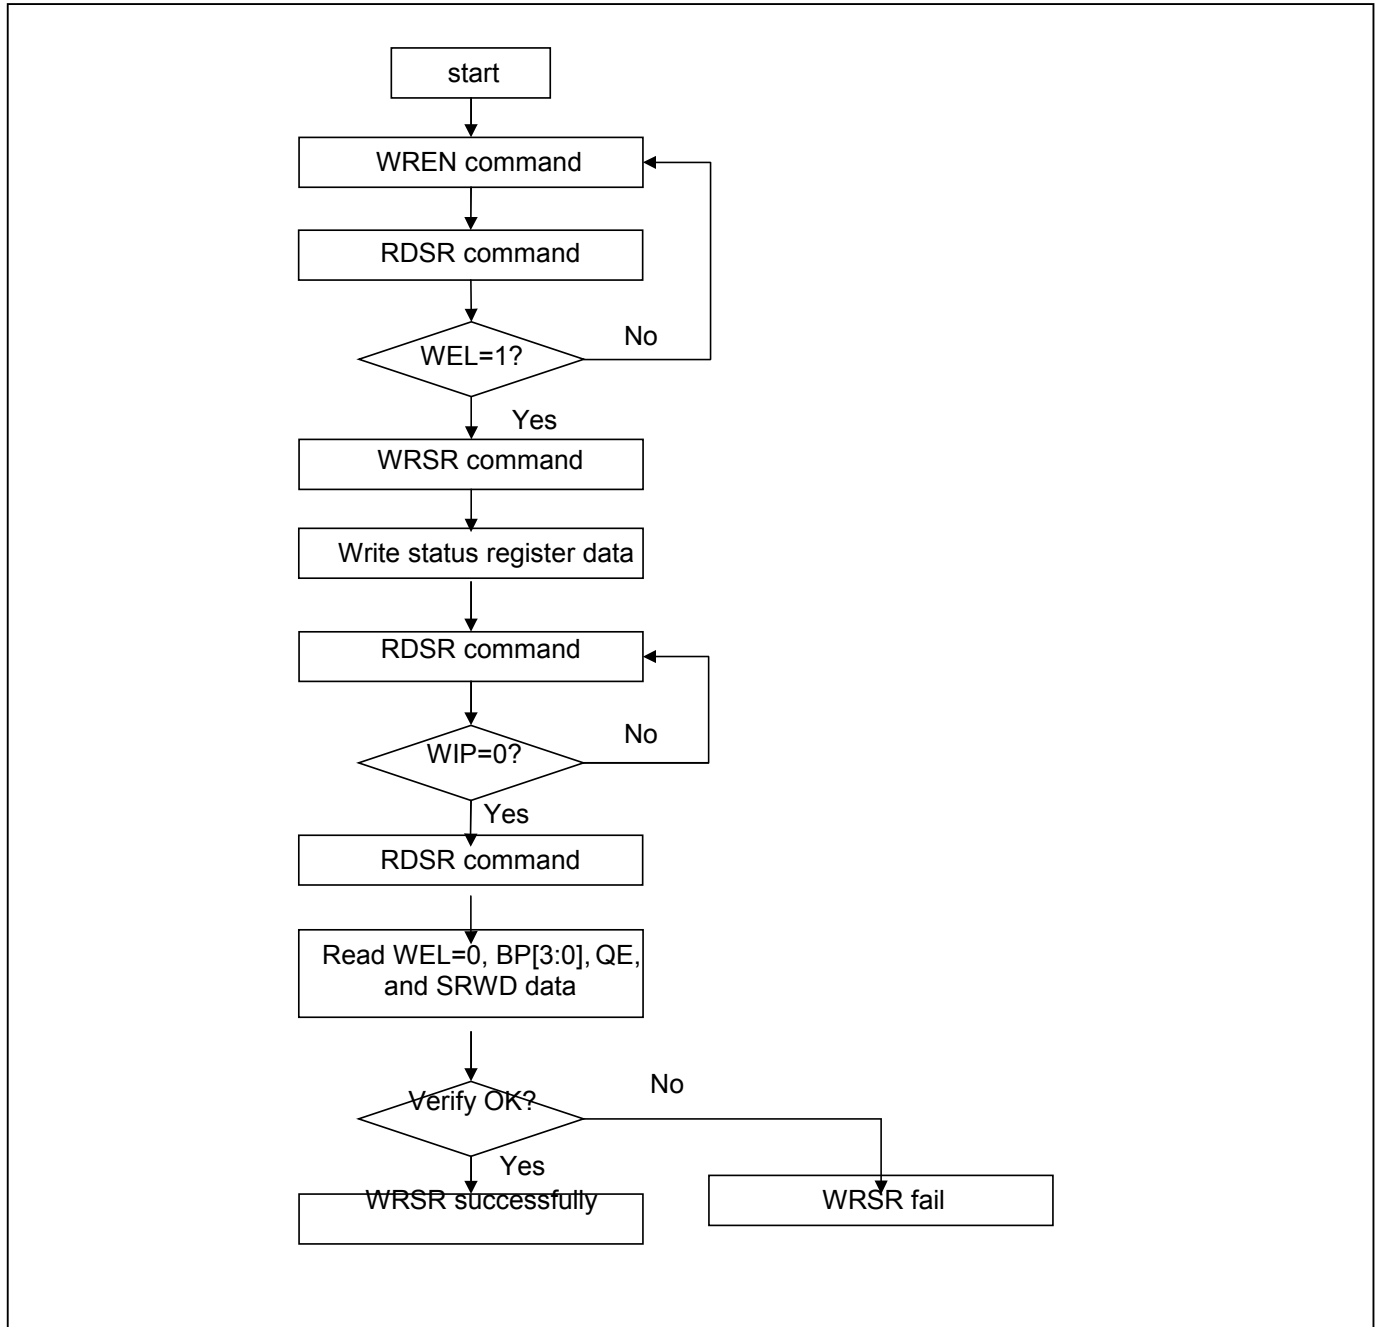 start
WREN command
RDSR command
WEL=1?
No
Yes
WRSR command
Write status register data
RDSR command
WIP=0?
No
Yes
RDSR command
Read WEL=0, BP[3:0], QE,
and SRWD data
Verify OK?
No
Yes
WRSR successfully
WRSR fail